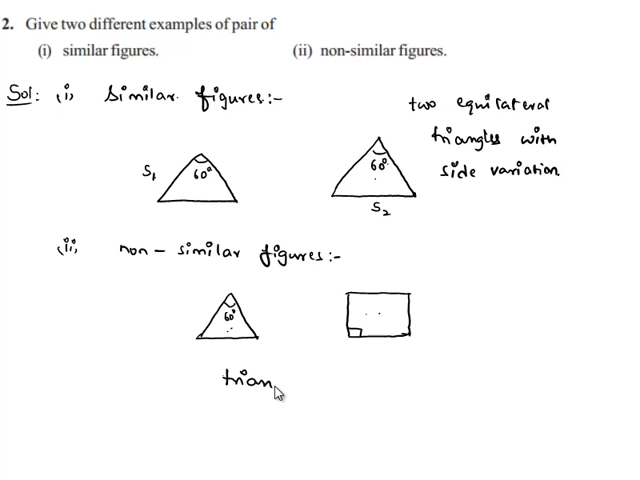 2. Give two different examples of pair of
(i) similar figures. (ii) non-similar figures.
Sol: (i) Similar figures:-
two equilateral
triangles with
side variation
S1 60° 60°
S2
(ii) non-similar figures:-
60°
trian